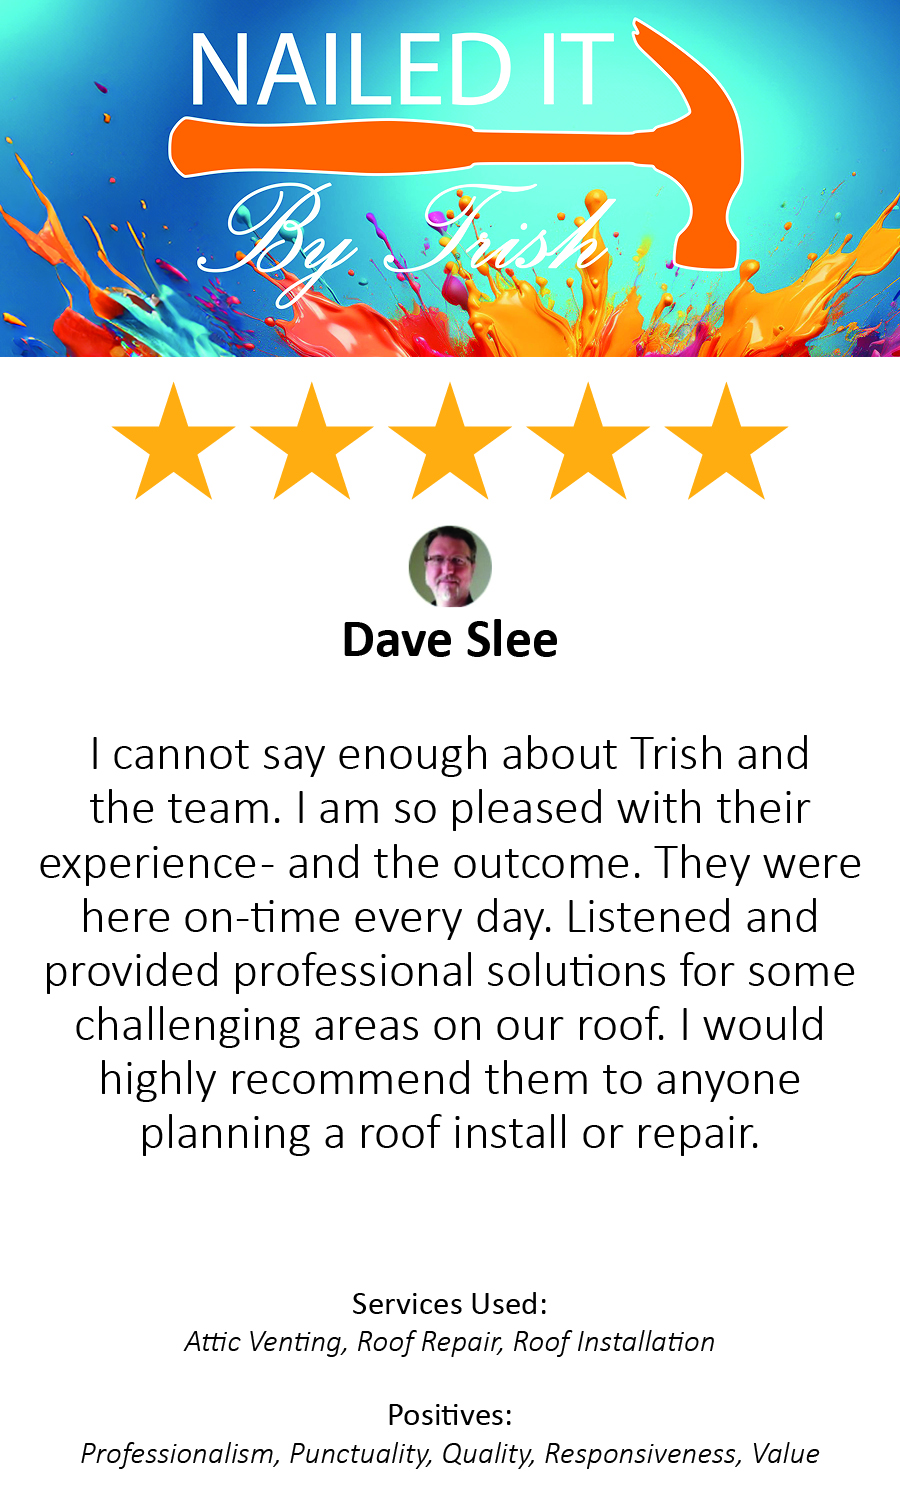 NAILED IT
By Trish
Dave Slee
I cannot say enough about Trish and
the team. I am so pleased with their
experience- and the outcome. They were
here on-time every day. Listened and
provided professional solutions for some
challenging areas on our roof. I would
highly recommend them to anyone
planning a roof install or repair.
Services Used:
Attic Venting, Roof Repair, Roof Installation
Positives:
Professionalism, Punctuality, Quality, Responsiveness, Value